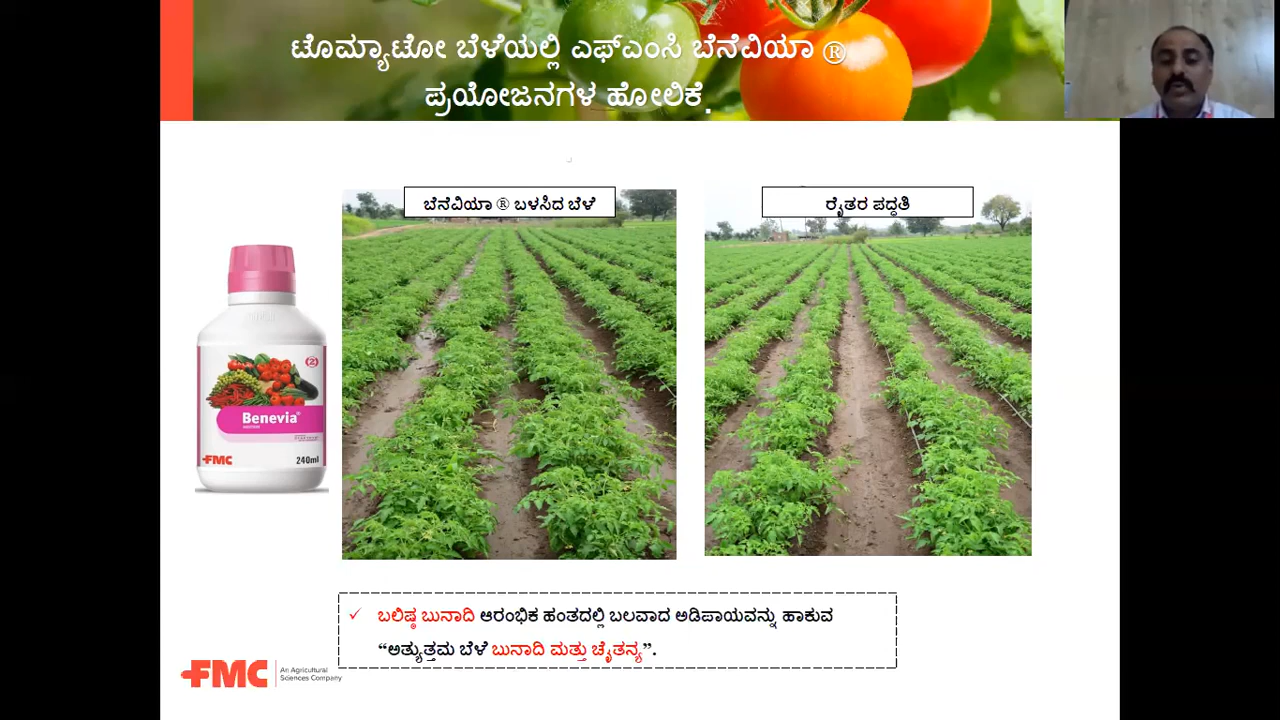 ಟೊಮ್ಯಾಟೋ ಬೆಳೆಯಲ್ಲಿ ಎಫ್ಎಂಸಿ ಬೆನೆವಿಯಾ ®
ಪ್ರಯೋಜನಗಳ ಹೋಲಿಕೆ.
ಬೆನೆವಿಯಾ ® ಬಳಸಿದ ಬೆಳೆ
ರೈತರ ಪದ್ಧತಿ
Benevia®
FMC
240ml
✓ ಬಲಿಷ್ಠ ಬುನಾದಿ ಆರಂಭಿಕ ಹಂತದಲ್ಲಿ ಬಲವಾದ ಅಡಿಪಾಯವನ್ನು ಹಾಕುವ
“ಅತ್ಯುತ್ತಮ ಬೆಳೆ ಬುನಾದಿ ಮತ್ತು ಚೈತನ್ಯ”.
FMC
An Agricultural
Sciences Company